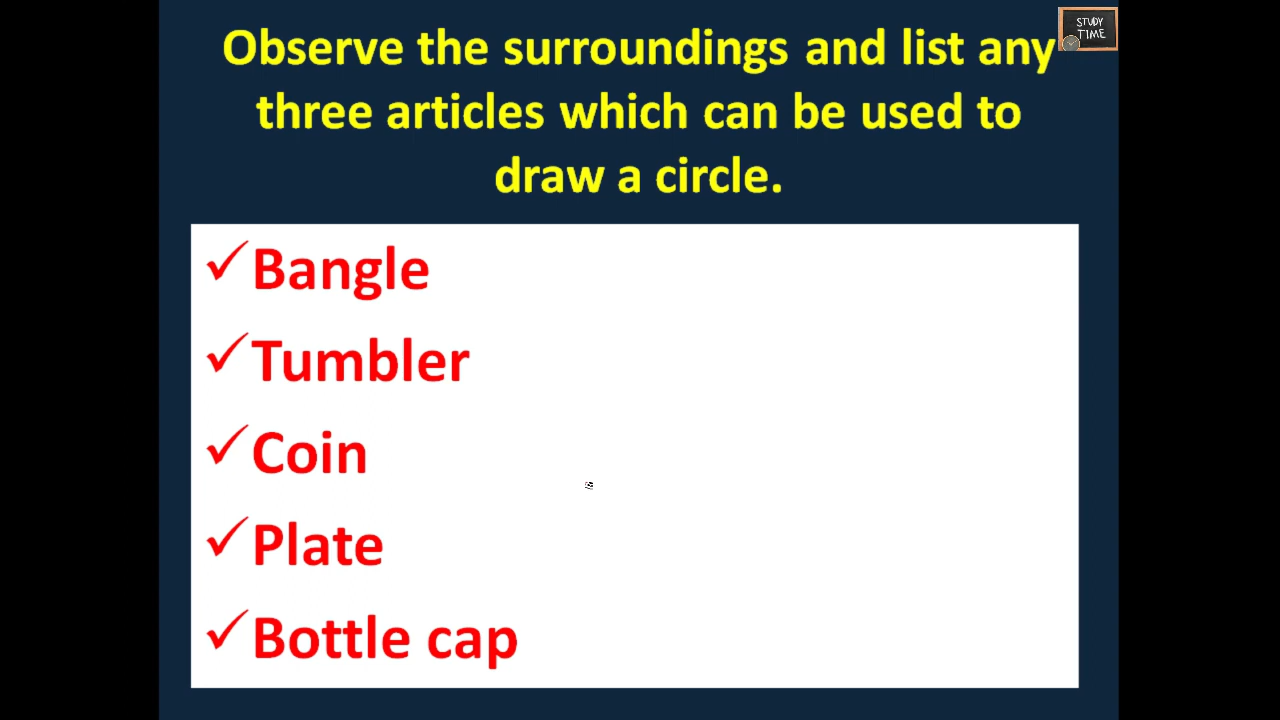 STUDY
TIME
Observe the surroundings and list any
three articles which can be used to
draw a circle.
✓Bangle
✓Tumbler
✓Coin
✓Plate
✓Bottle cap